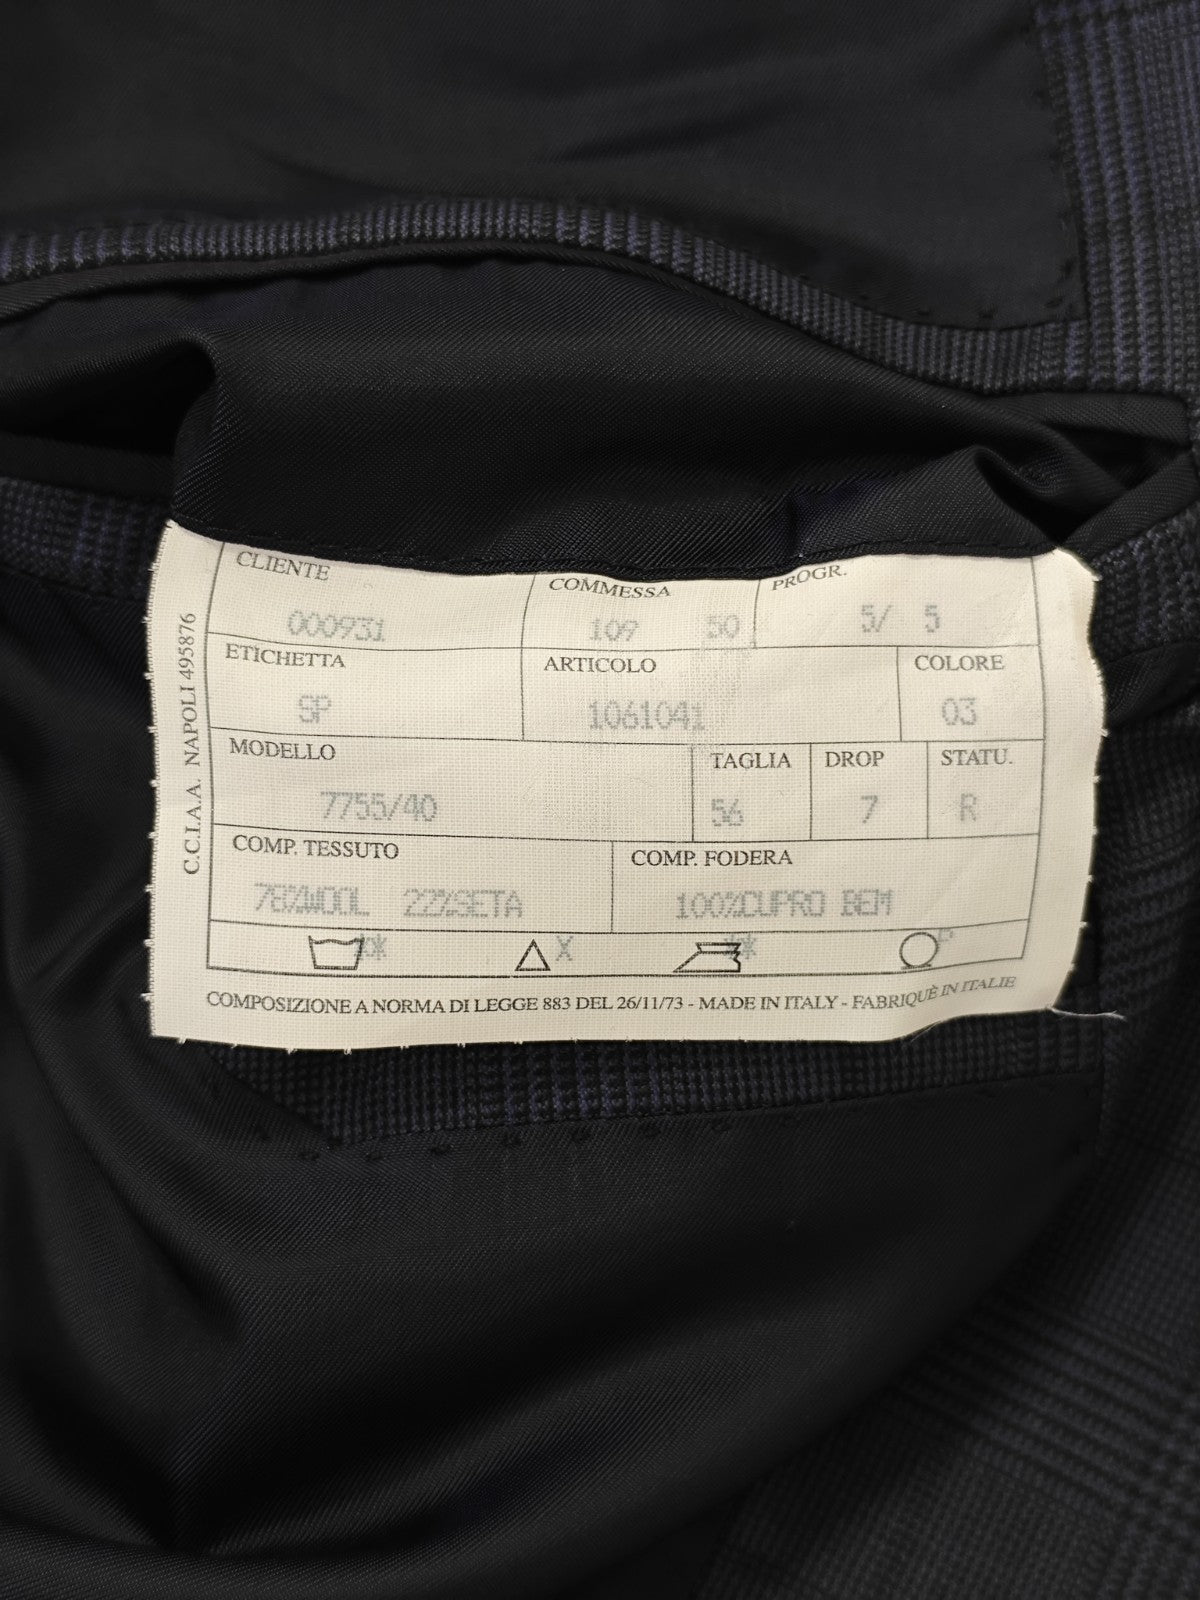 C.C.I.A.A. NAPOLI 495876
CLIENTE COMMESSA PROGR.
000931 109 50 5/ 5
ETICHETTA ARTICOLO COLORE
SP 1061041 03
MODELLO TAGLIA DROP STATU.
7755/40 56 7 R
COMP. TESSUTO COMP. FODERA
78%WOOL 22%SETA 100%CUPRO BEM
** X ** P
COMPOSIZIONE A NORMA DI LEGGE 883 DEL 26/11/73 - MADE IN ITALY - FABRIQUÈ IN ITALIE